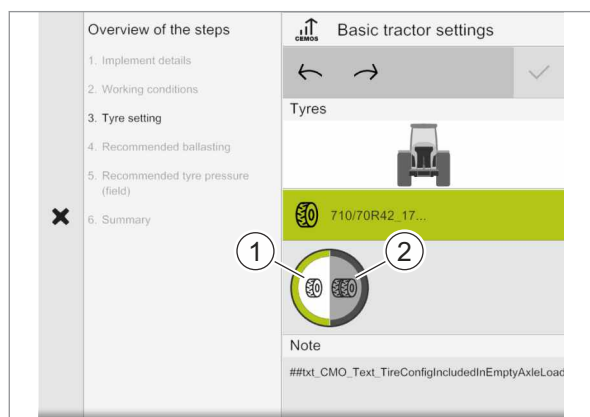 Overview of the steps
1. Implement details
2. Working conditions
3. Tyre setting
4. Recommended ballasting
5. Recommended tyre pressure
(field)
6. Summary
CEMOS
Basic tractor settings
Tyres
710/70R42_17...
1
2
Note
##txt_CMO_Text_TireConfigIncludedInEmptyAxleLoad